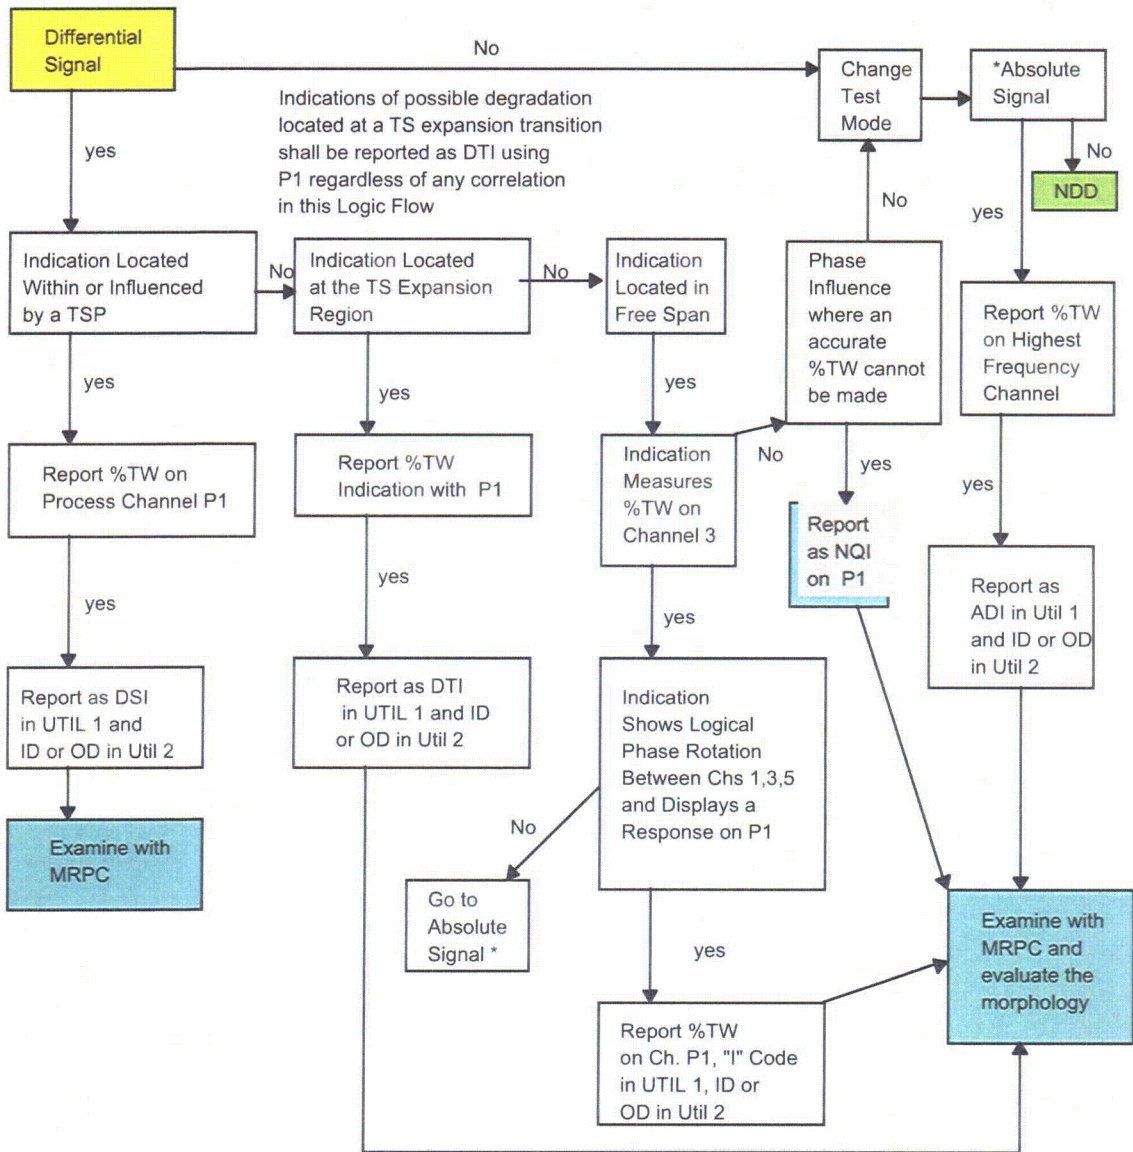 Differential
Signal
No
Change
Test
Mode
*Absolute
Signal
No
NDD
yes
Indications of possible degradation
located at a TS expansion transition
shall be reported as DTI using
P1 regardless of any correlation
in this Logic Flow
No
yes
Indication Located
Within or Influenced
by a TSP
No
Indication Located
at the TS Expansion
Region
No
Indication
Located in
Free Span
Phase
Influence
where an
accurate
%TW cannot
be made
Report %TW
on Highest
Frequency
Channel
yes
yes
yes
Report %TW on
Process Channel P1
Report %TW
Indication with P1
Indication
Measures
%TW on
Channel 3
No
yes
yes
Report
as NQI
on P1
yes
yes
yes
Report as
ADI in Util 1
and ID or OD
in Util 2
Report as DSI
in UTIL 1 and
ID or OD in Util 2
Report as DTI
in UTIL 1 and ID
or OD in Util 2
Indication
Shows Logical
Phase Rotation
Between Chs 1,3,5
and Displays a
Response on P1
No
Examine with
MRPC
Go to
Absolute
Signal *
yes
Examine with
MRPC and
evaluate the
morphology
Report %TW
on Ch. P1, "I" Code
in UTIL 1, ID or
OD in Util 2